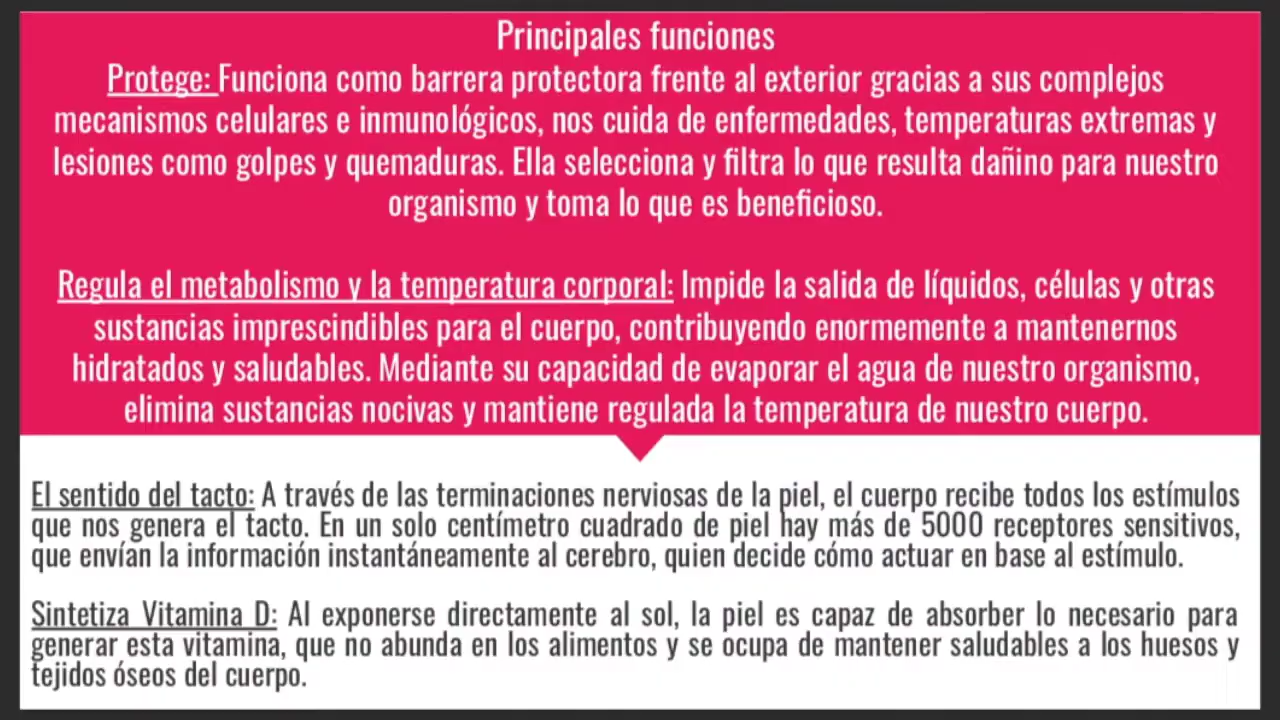 Principales funciones
Protege: Funciona como barrera protectora frente al exterior gracias a sus complejos
mecanismos celulares e inmunológicos, nos cuida de enfermedades, temperaturas extremas y
lesiones como golpes y quemaduras. Ella selecciona y filtra lo que resulta dañino para nuestro
organismo y toma lo que es beneficioso.
Regula el metabolismo y la temperatura corporal: Impide la salida de líquidos, células y otras
sustancias imprescindibles para el cuerpo, contribuyendo enormemente a mantenernos
hidratados y saludables. Mediante su capacidad de evaporar el agua de nuestro organismo,
elimina sustancias nocivas y mantiene regulada la temperatura de nuestro cuerpo.
El sentido del tacto: A través de las terminaciones nerviosas de la piel, el cuerpo recibe todos los estímulos
que nos genera el tacto. En un solo centímetro cuadrado de piel hay más de 5000 receptores sensitivos,
que envían la información instantáneamente al cerebro, quien decide cómo actuar en base al estímulo.
Sintetiza Vitamina D: Al exponerse directamente al sol, la piel es capaz de absorber lo necesario para
generar esta vitamina, que no abunda en los alimentos y se ocupa de mantener saludables a los huesos y
tejidos óseos del cuerpo.